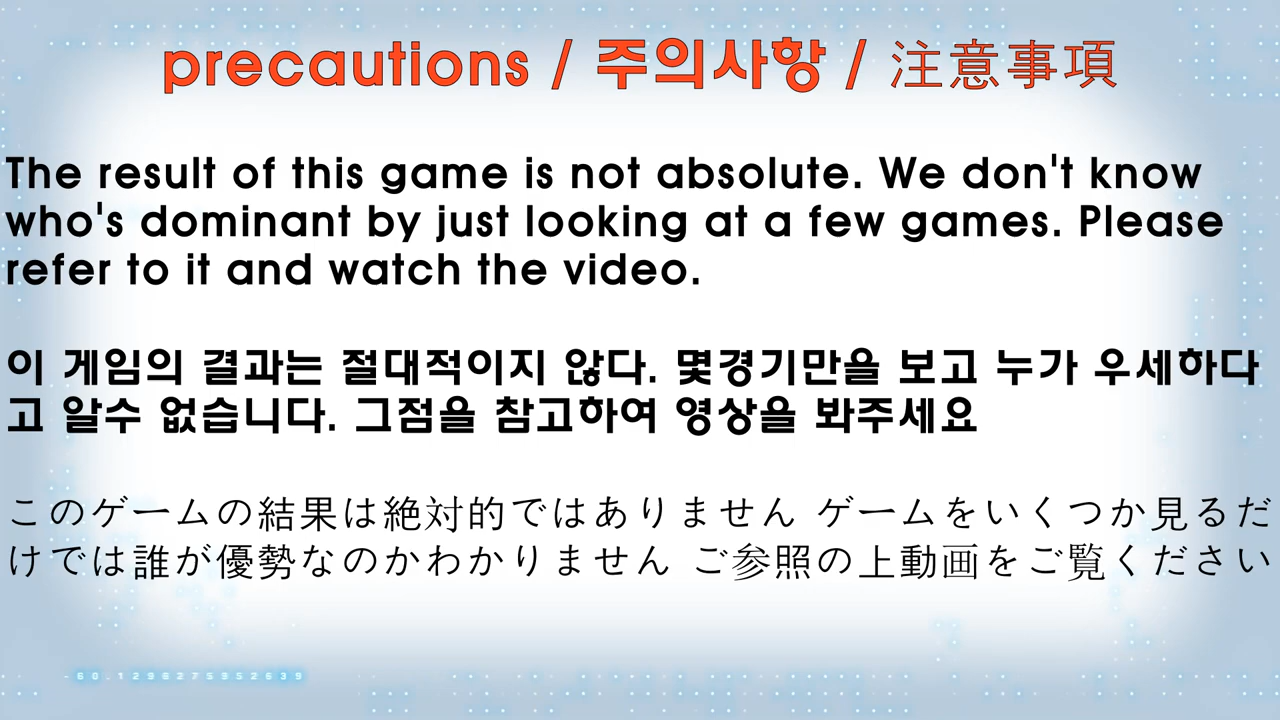 precautions / 주의사항 / 注意事項
The result of this game is not absolute. We don't know
who's dominant by just looking at a few games. Please
refer to it and watch the video.
이 게임의 결과는 절대적이지 않다. 몇경기만을 보고 누가 우세하다
고 알수 없습니다. 그점을 참고하여 영상을 봐주세요
このゲームの結果は絶対的ではありません ゲームをいくつか見るだ
けでは誰が優勢なのかわかりません ご参照の上動画をご覧ください
-60.1296275952639